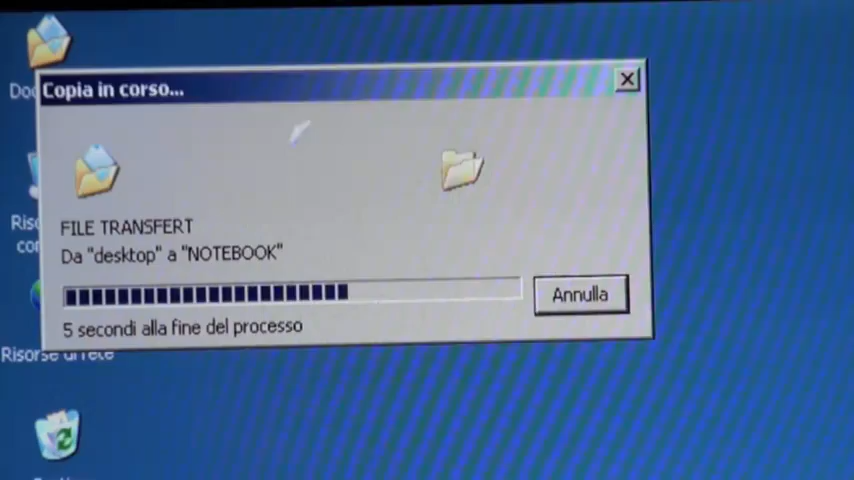 Copia in corso...
FILE TRANSFERT
Da "desktop" a "NOTEBOOK"
Annulla
5 secondi alla fine del processo
Risorse di rete